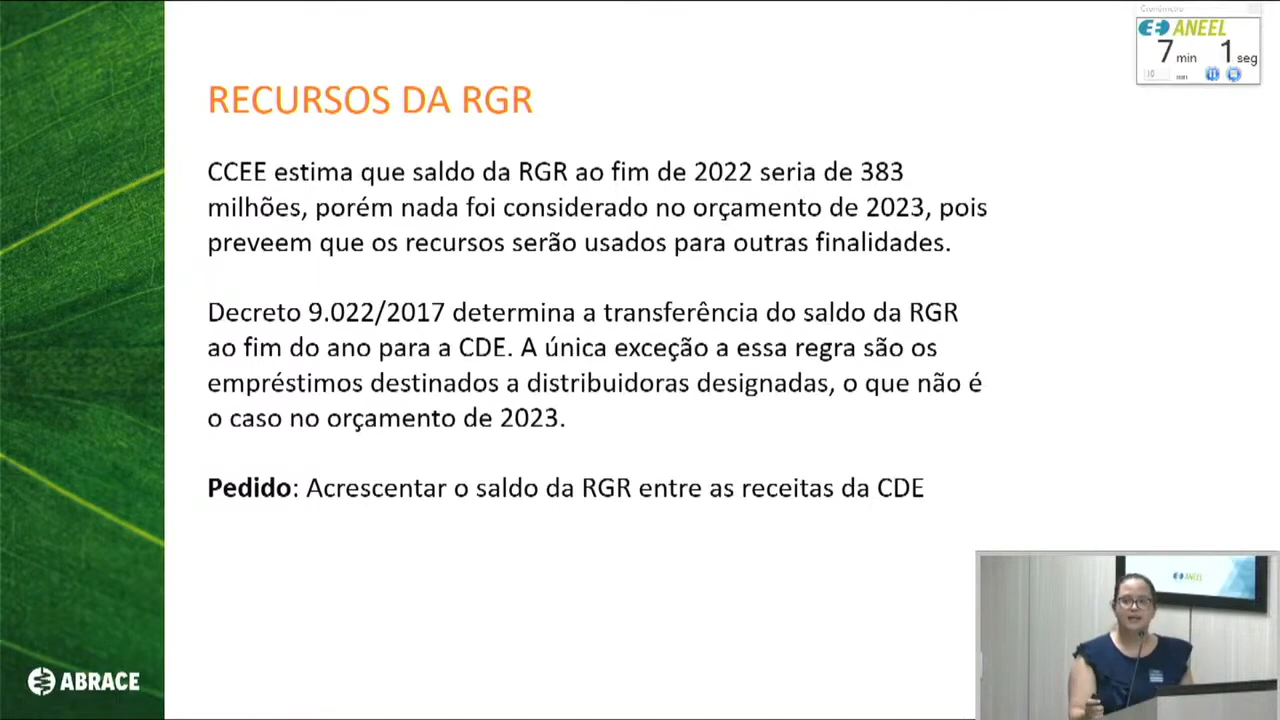 Cronômetro
ANEEL
7 min 1 seg
10 min
RECURSOS DA RGR
CCEE estima que saldo da RGR ao fim de 2022 seria de 383
milhões, porém nada foi considerado no orçamento de 2023, pois
preveem que os recursos serão usados para outras finalidades.
Decreto 9.022/2017 determina a transferência do saldo da RGR
ao fim do ano para a CDE. A única exceção a essa regra são os
empréstimos destinados a distribuidoras designadas, o que não é
o caso no orçamento de 2023.
Pedido: Acrescentar o saldo da RGR entre as receitas da CDE
ANEEL
ABRACE